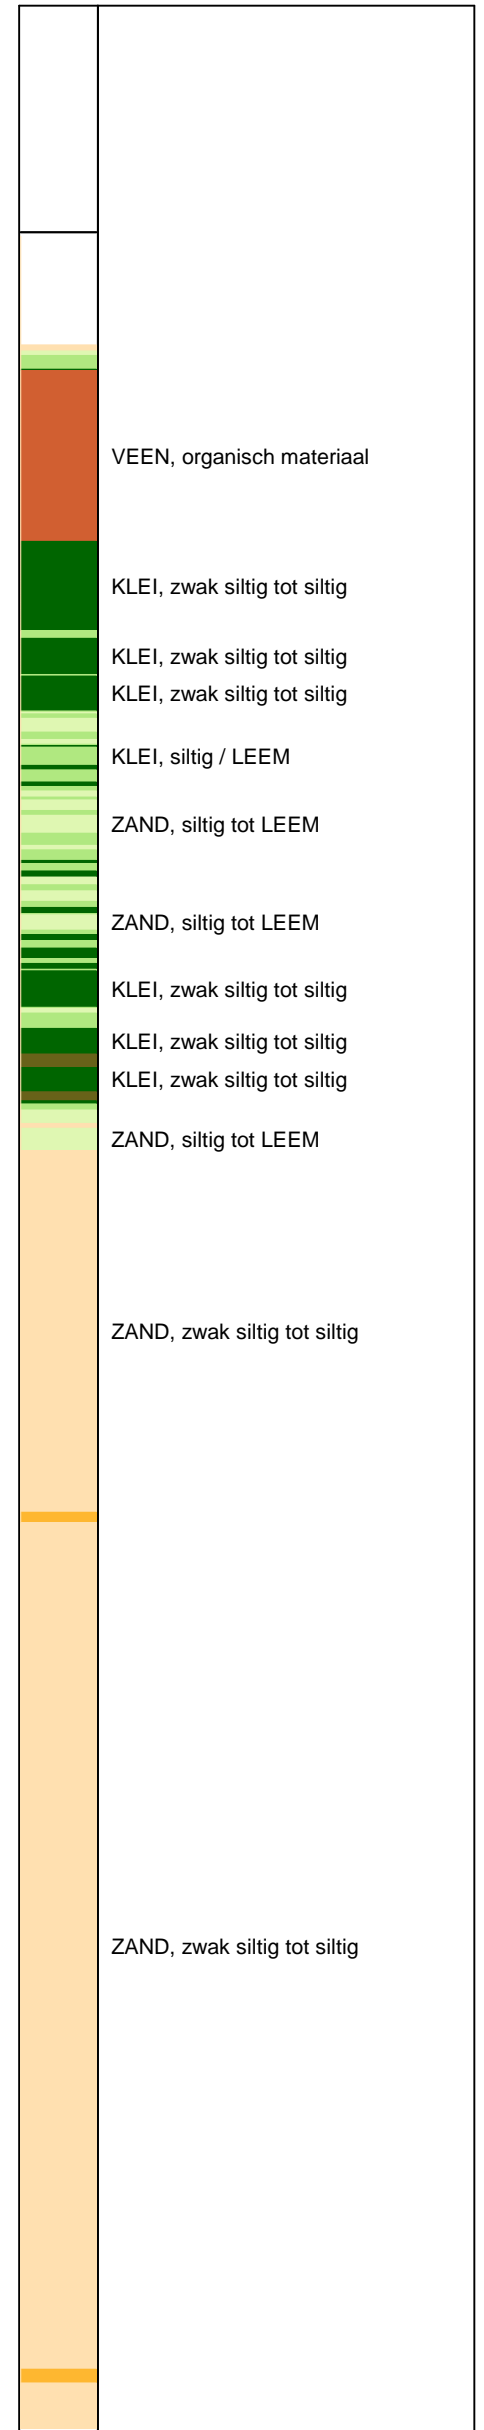 VEEN, organisch materiaal
KLEI, zwak siltig tot siltig
KLEI, zwak siltig tot siltig
KLEI, zwak siltig tot siltig
KLEI, siltig / LEEM
ZAND, siltig tot LEEM
ZAND, siltig tot LEEM
KLEI, zwak siltig tot siltig
KLEI, zwak siltig tot siltig
KLEI, zwak siltig tot siltig
ZAND, siltig tot LEEM
ZAND, zwak siltig tot siltig
ZAND, zwak siltig tot siltig